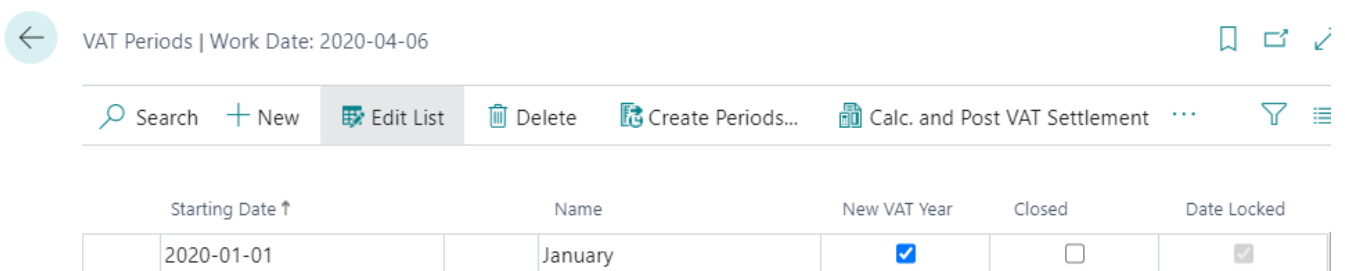 VAT Periods | Work Date: 2020-04-06
Search New Edit List Delete Create Periods... Calc. and Post VAT Settlement ...
Starting Date ↑ Name New VAT Year Closed Date Locked
2020-01-01 January